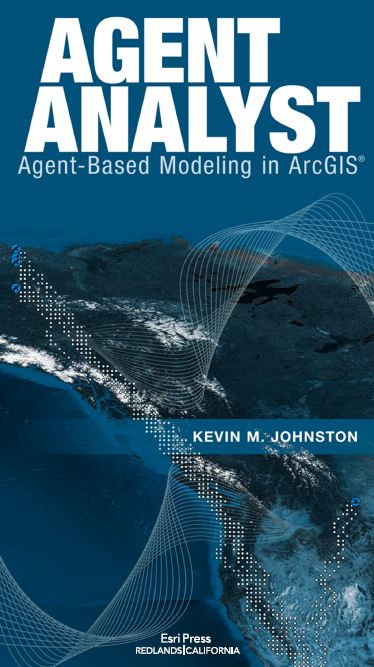 AGENT
ANALYST
Agent-Based Modeling in ArcGIS®
KEVIN M. JOHNSTON
Esri Press
REDLANDS|CALIFORNIA